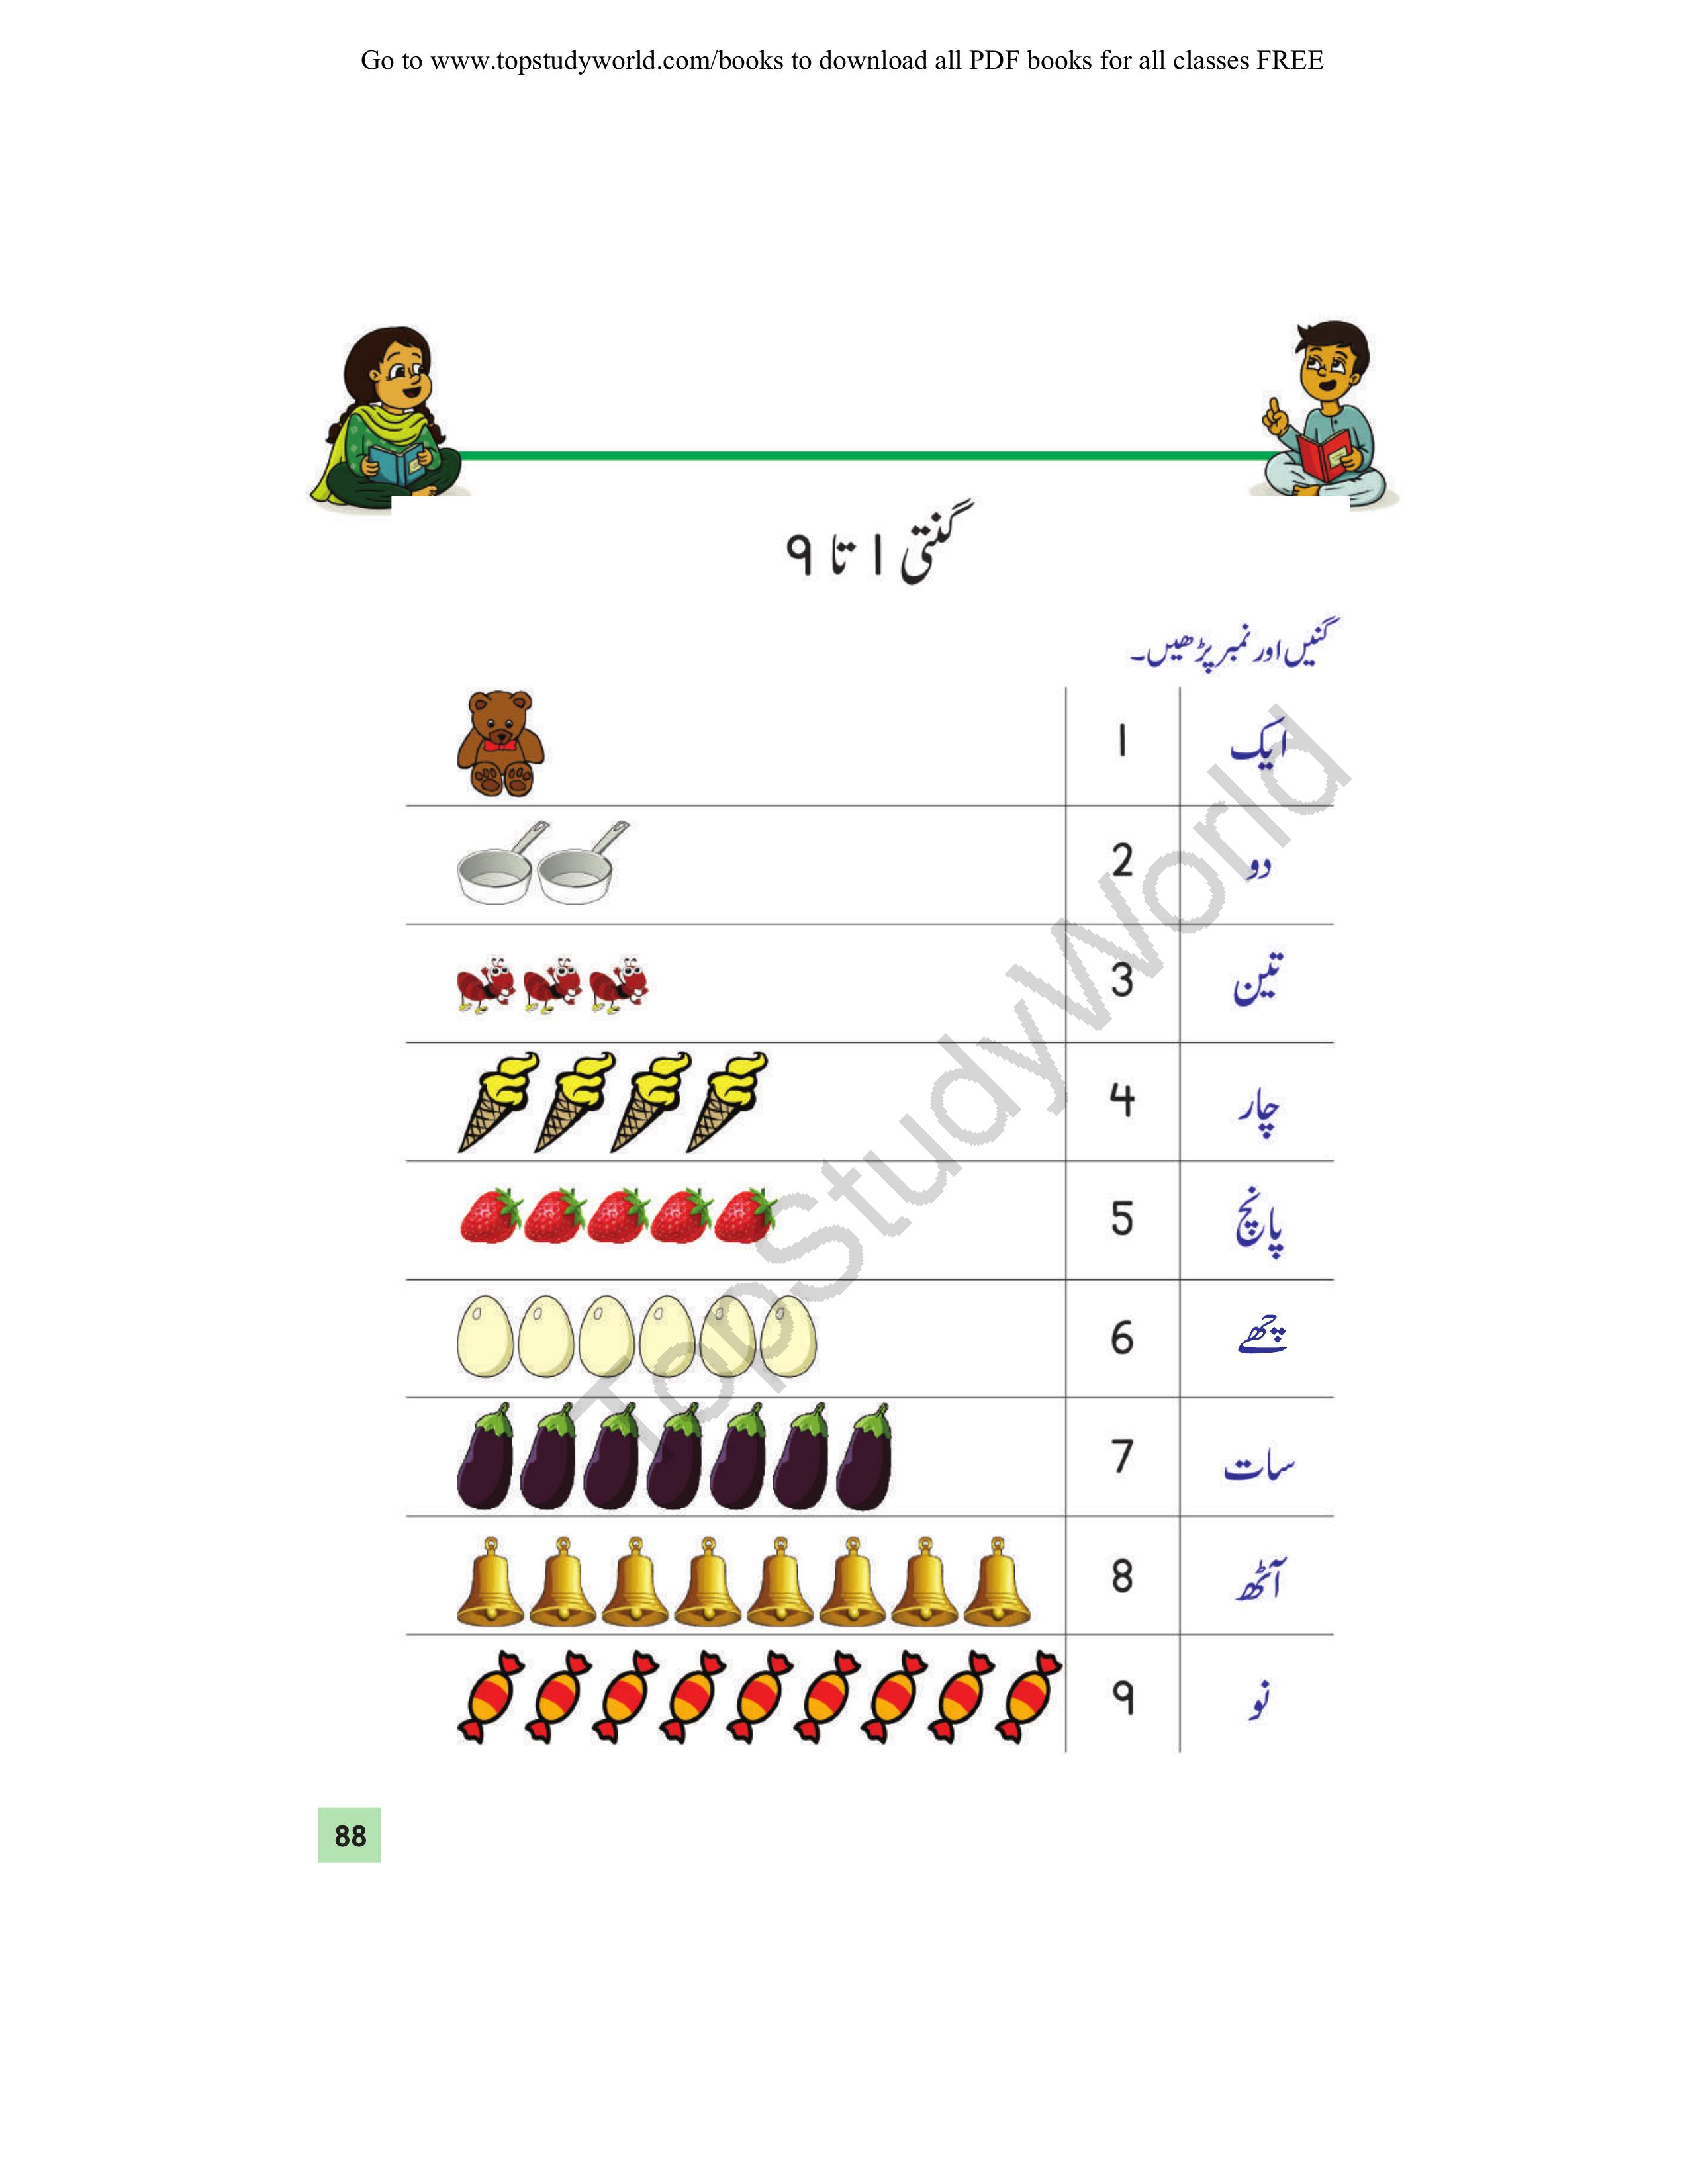 Go to www.topstudyworld.com/books to download all PDF books for all classes FREE
گنتی ۱ تا ۹
گنیں اور نمبر پڑھیں۔
ایک 1
دو 2
تین 3
چار 4
پانچ 5
چھے 6
سات 7
آٹھ 8
نو 9
TopStudyWorld
88